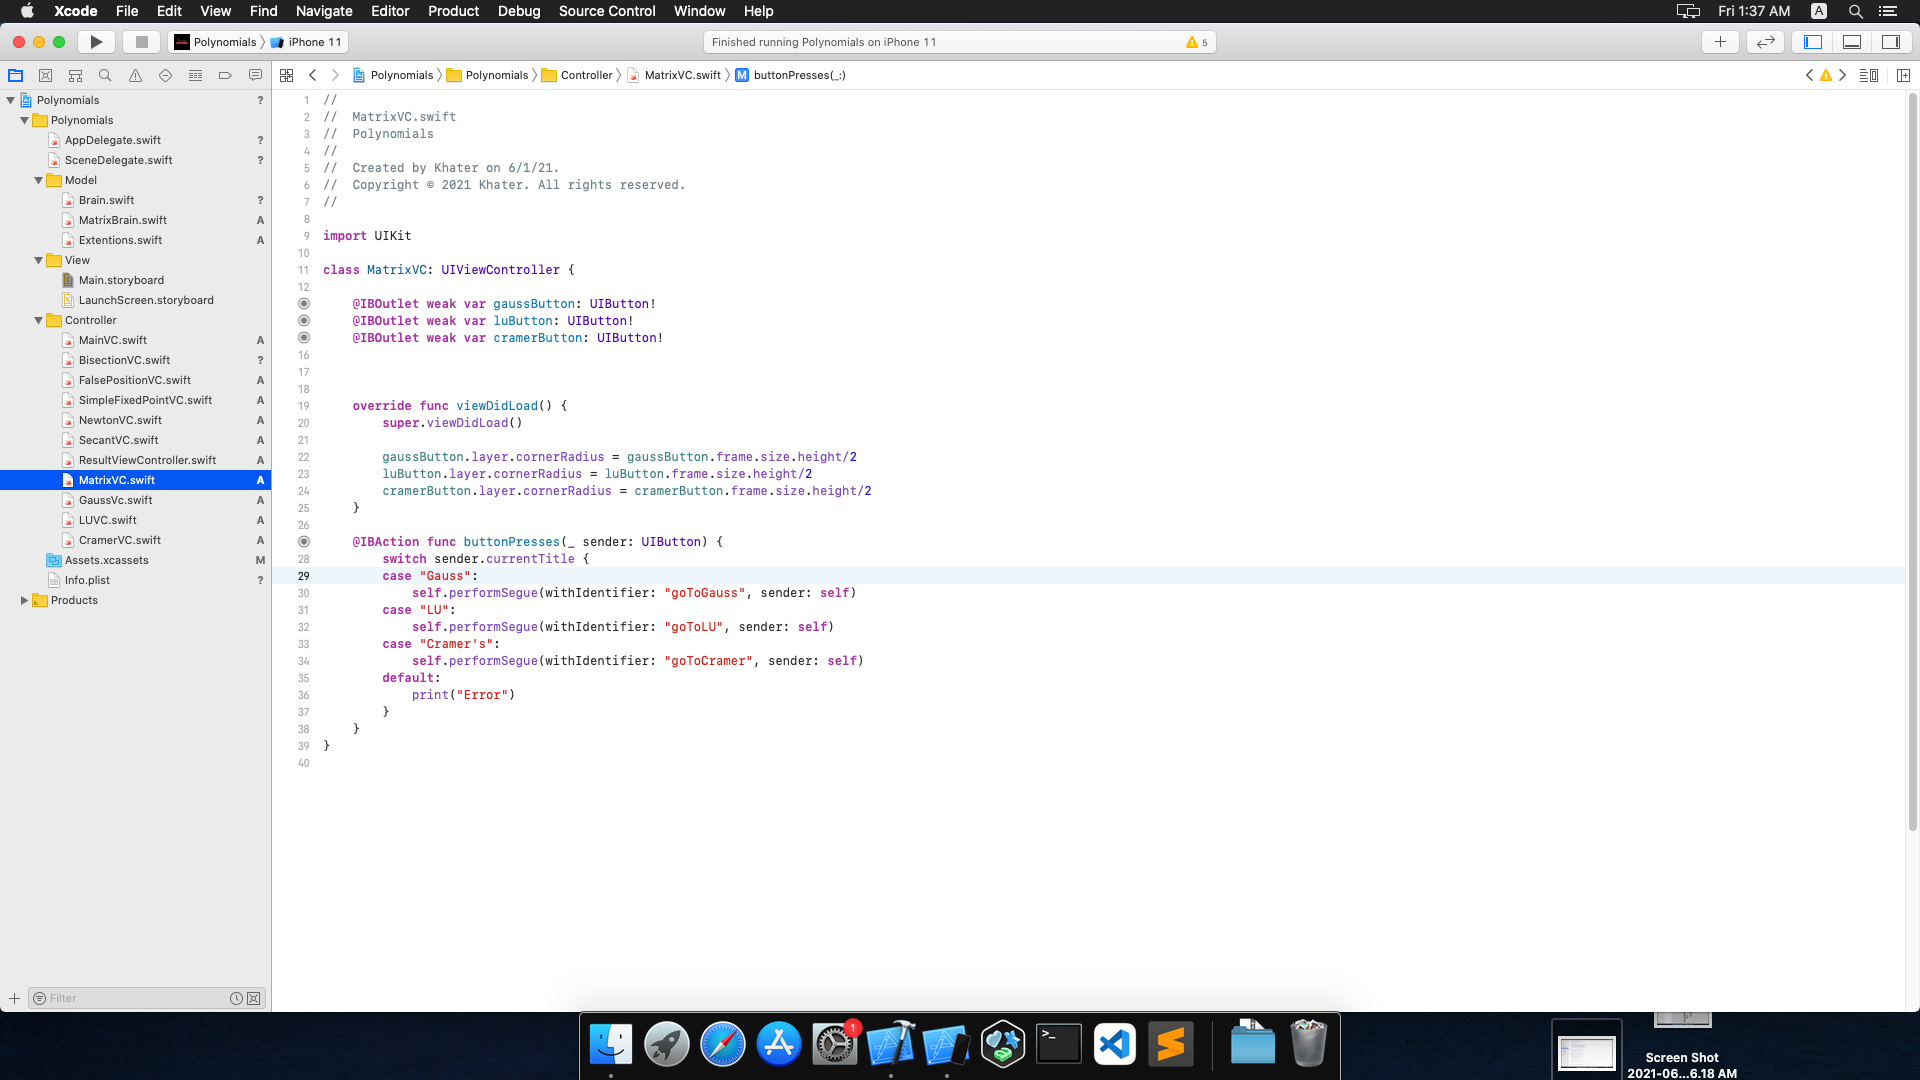 Xcode File Edit View Find Navigate Editor Product Debug Source Control Window Help Fri 1:37 AM A
Polynomials iPhone 11 Finished running Polynomials on iPhone 11 5
Polynomials Polynomials Controller MatrixVC.swift M buttonPresses(_:)
Polynomials ?
Polynomials
AppDelegate.swift ?
SceneDelegate.swift ?
Model
Brain.swift ?
MatrixBrain.swift A
Extentions.swift A
View
Main.storyboard
LaunchScreen.storyboard
Controller
MainVC.swift A
BisectionVC.swift ?
FalsePositionVC.swift A
SimpleFixedPointVC.swift A
NewtonVC.swift A
SecantVC.swift A
ResultViewController.swift A
MatrixVC.swift A
GaussVc.swift A
LUVC.swift A
CramerVC.swift A
Assets.xcassets M
Info.plist ?
Products
Filter
1 //
2 //  MatrixVC.swift
3 //  Polynomials
4 //
5 //  Created by Khater on 6/1/21.
6 //  Copyright © 2021 Khater. All rights reserved.
7 //
8
9 import UIKit
10
11 class MatrixVC: UIViewController {
12
@IBOutlet weak var gaussButton: UIButton!
@IBOutlet weak var luButton: UIButton!
@IBOutlet weak var cramerButton: UIButton!
16
17
18
19 override func viewDidLoad() {
20 super.viewDidLoad()
21
22 gaussButton.layer.cornerRadius = gaussButton.frame.size.height/2
23 luButton.layer.cornerRadius = luButton.frame.size.height/2
24 cramerButton.layer.cornerRadius = cramerButton.frame.size.height/2
25 }
26
@IBAction func buttonPresses(_ sender: UIButton) {
28 switch sender.currentTitle {
29 case "Gauss":
30 self.performSegue(withIdentifier: "goToGauss", sender: self)
31 case "LU":
32 self.performSegue(withIdentifier: "goToLU", sender: self)
33 case "Cramer's":
34 self.performSegue(withIdentifier: "goToCramer", sender: self)
35 default:
36 print("Error")
37 }
38 }
39 }
40
1
Screen Shot
2021-06...6.18 AM